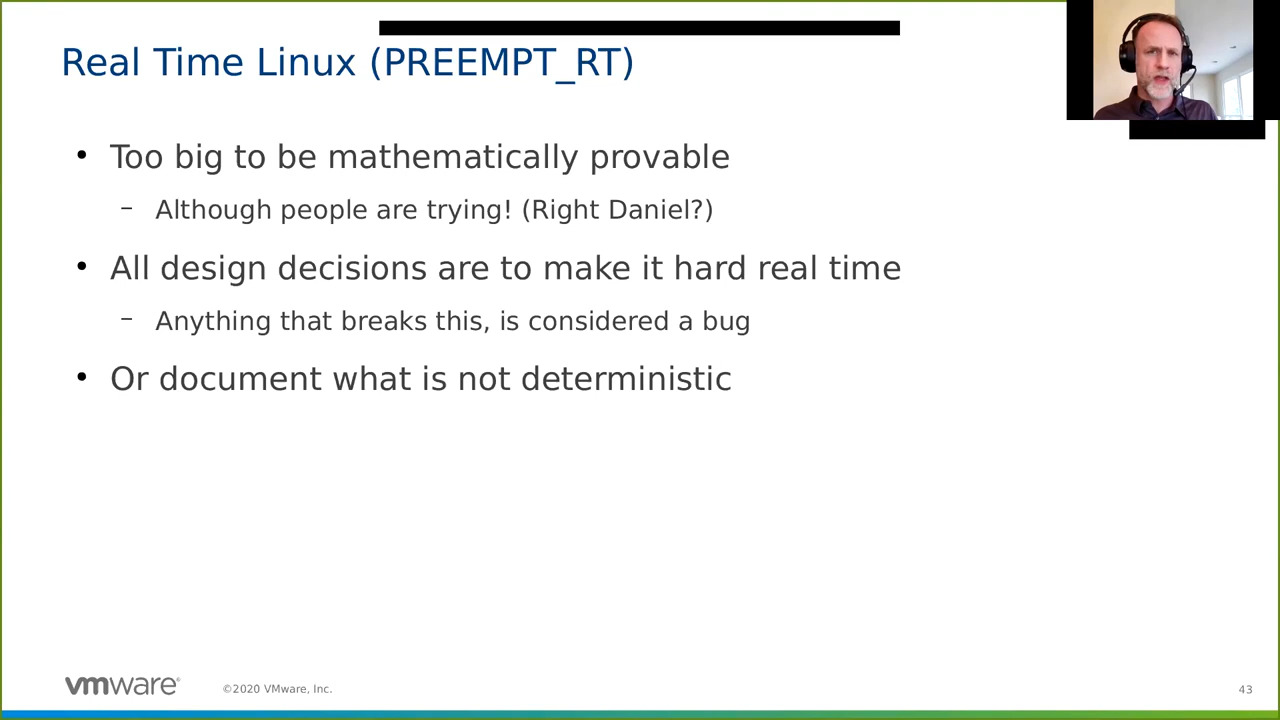 Real Time Linux (PREEMPT_RT)
• Too big to be mathematically provable
– Although people are trying! (Right Daniel?)
• All design decisions are to make it hard real time
– Anything that breaks this, is considered a bug
• Or document what is not deterministic
vmware®
©2020 VMware, Inc.
43